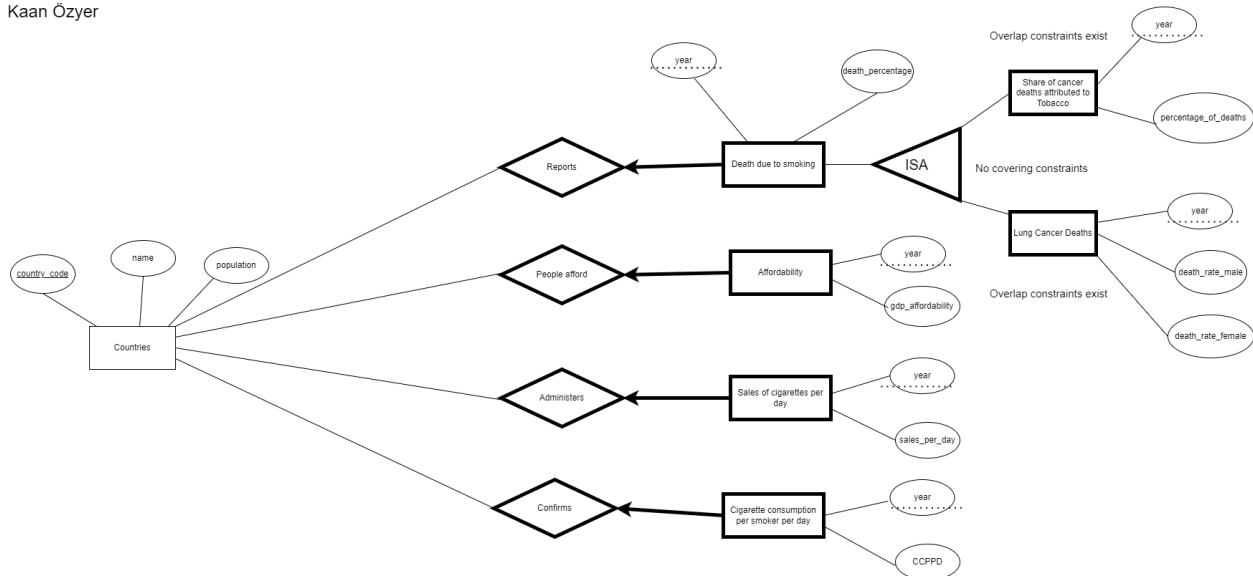 Kaan Özyer
year
Overlap constraints exist
year
death_percentage
Share of cancer
deaths attributed to
Tobacco
percentage_of_deaths
Reports
Death due to smoking
ISA
No covering constraints
year
Lung Cancer Deaths
country_code
name
population
People afford
Affordability
year
death_rate_male
Overlap constraints exist
gdp_affordability
death_rate_female
Countries
Administers
Sales of cigarettes per
day
year
sales_per_day
Confirms
Cigarette consumption
per smoker per day
year
CCPPD